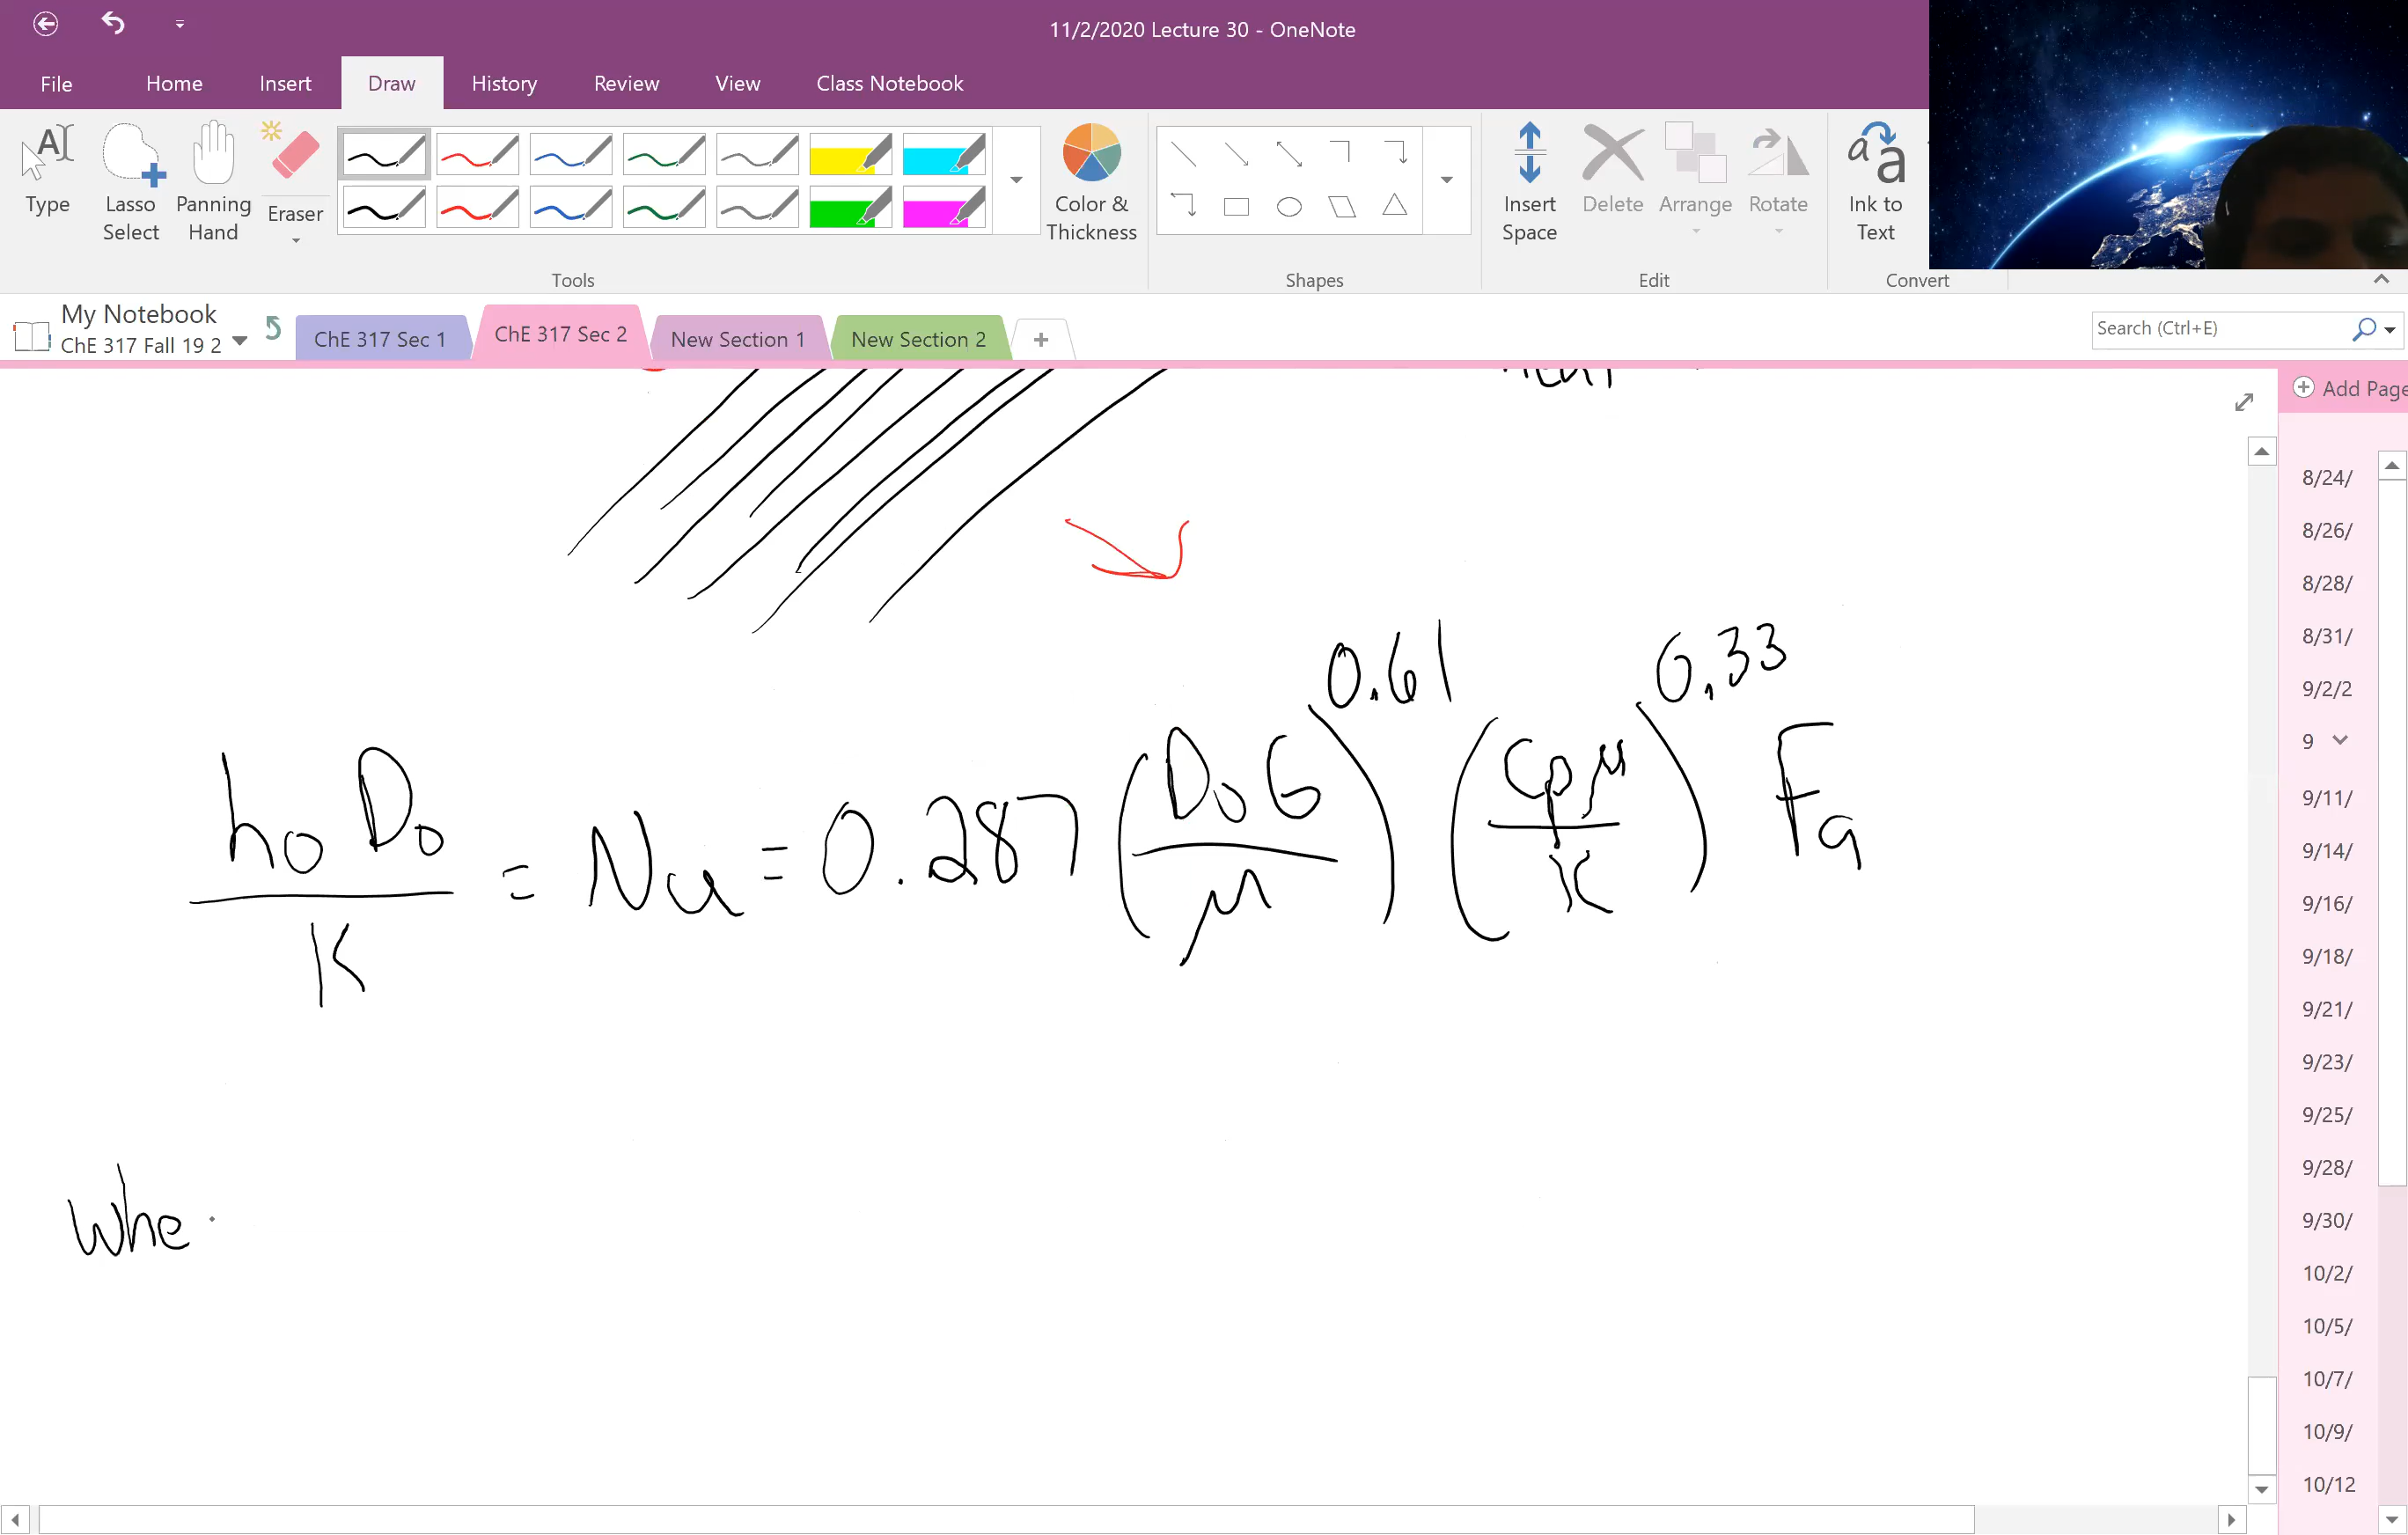 11/2/2020 Lecture 30 - OneNote
File Home Insert Draw History Review View Class Notebook
Type
Lasso Select
Panning Hand
Eraser
Color & Thickness
Insert Space
Delete
Arrange
Rotate
Ink to Text
Tools
Shapes
Edit
Convert
My Notebook
ChE 317 Fall 19 2
ChE 317 Sec 1
ChE 317 Sec 2
New Section 1
New Section 2
Search (Ctrl+E)
Add Page
8/24/
8/26/
8/28/
8/31/
9/2/2
9
9/11/
9/14/
9/16/
9/18/
9/21/
9/23/
9/25/
9/28/
9/30/
10/2/
10/5/
10/7/
10/9/
10/12
h₀ D₀ / K = Nu = 0.287 (D₀ G / μ)^0.61 (Cp μ / K)^0.33 Fa
Whe